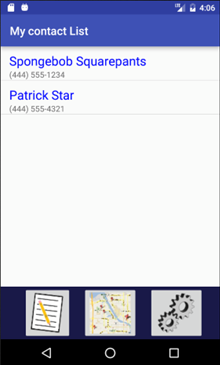 4:06
My contact List
Spongebob Squarepants
(444) 555-1234
Patrick Star
(444) 555-4321